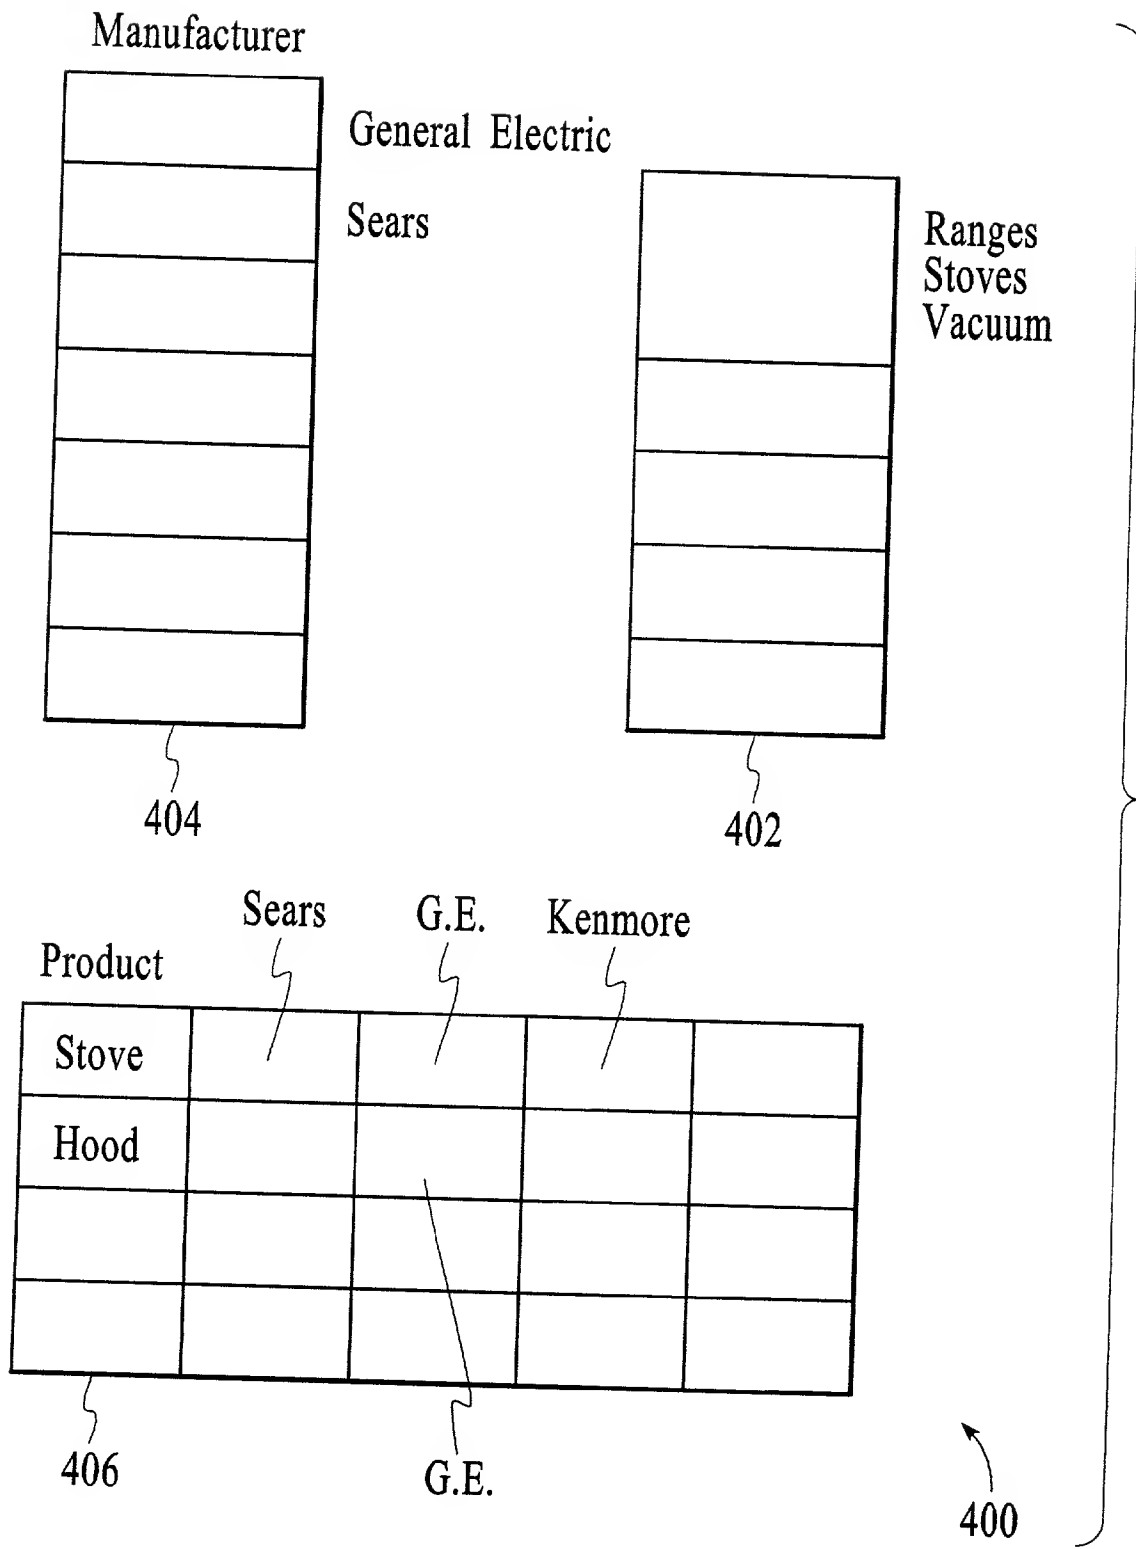 Manufacturer
General Electric
Sears
Ranges
Stoves
Vacuum
404
402
Sears
G.E.
Kenmore
Product
Stove
Hood
406
G.E.
400